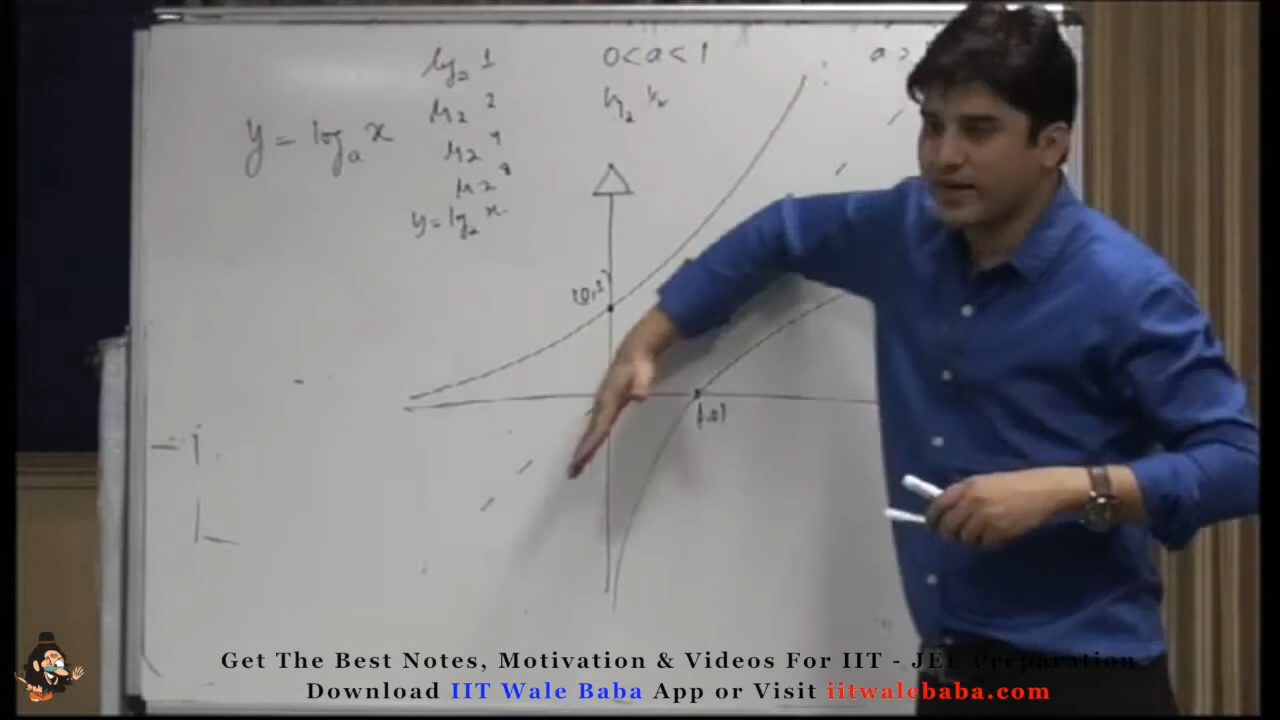 y = logₐ x
log₂ 1
log₂ 2
log₂ 4
log₂ 8
y = log₂ x
0 < a < 1
log₂ 1/2
a >
(0,1)
(1,0)
Get The Best Notes, Motivation & Videos For IIT - JEE Preparation
Download IIT Wale Baba App or Visit iitwalebaba.com